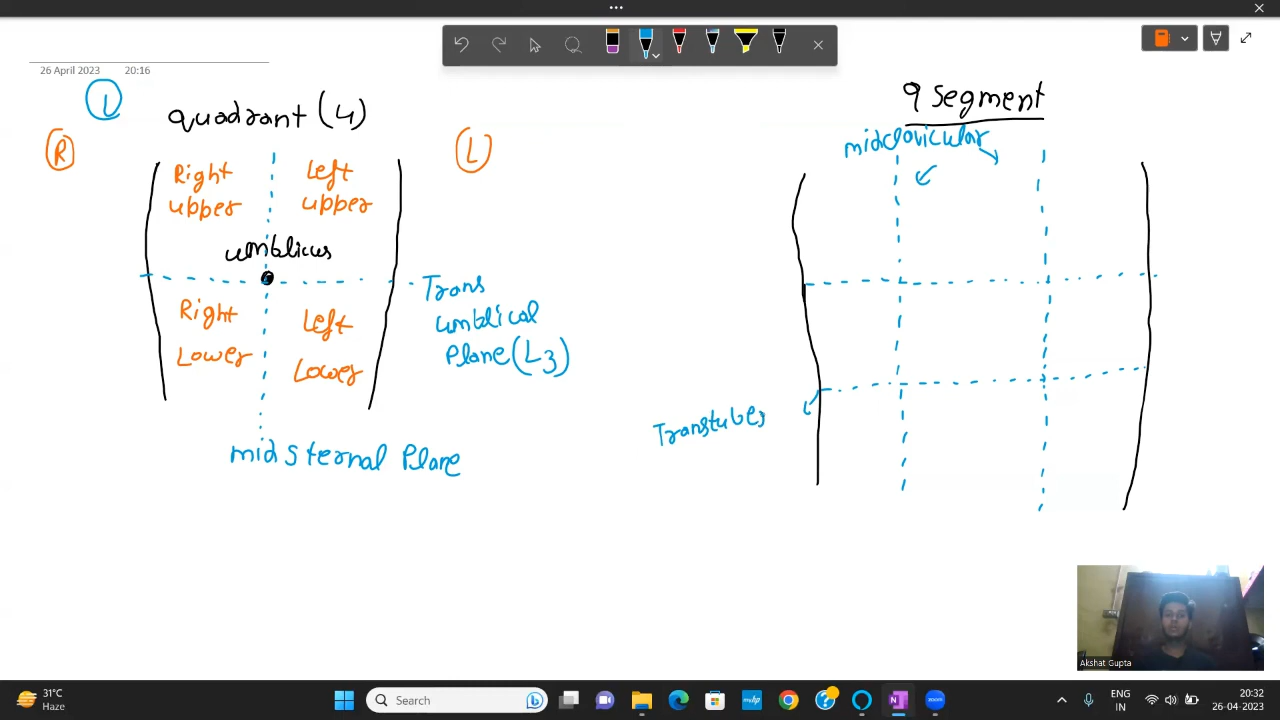 26 April 2023 20:16
1
quadrant (4)
R
L
Right upper
Left upper
umblicus
Right Lower
Left Lower
Trans
umblical
Plane (L3)
midsternal Plane
9 segment
midclavicular
Transtuber
Akshat Gupta
31°C
Haze
Search
ENG
IN
20:32
26-04-2023